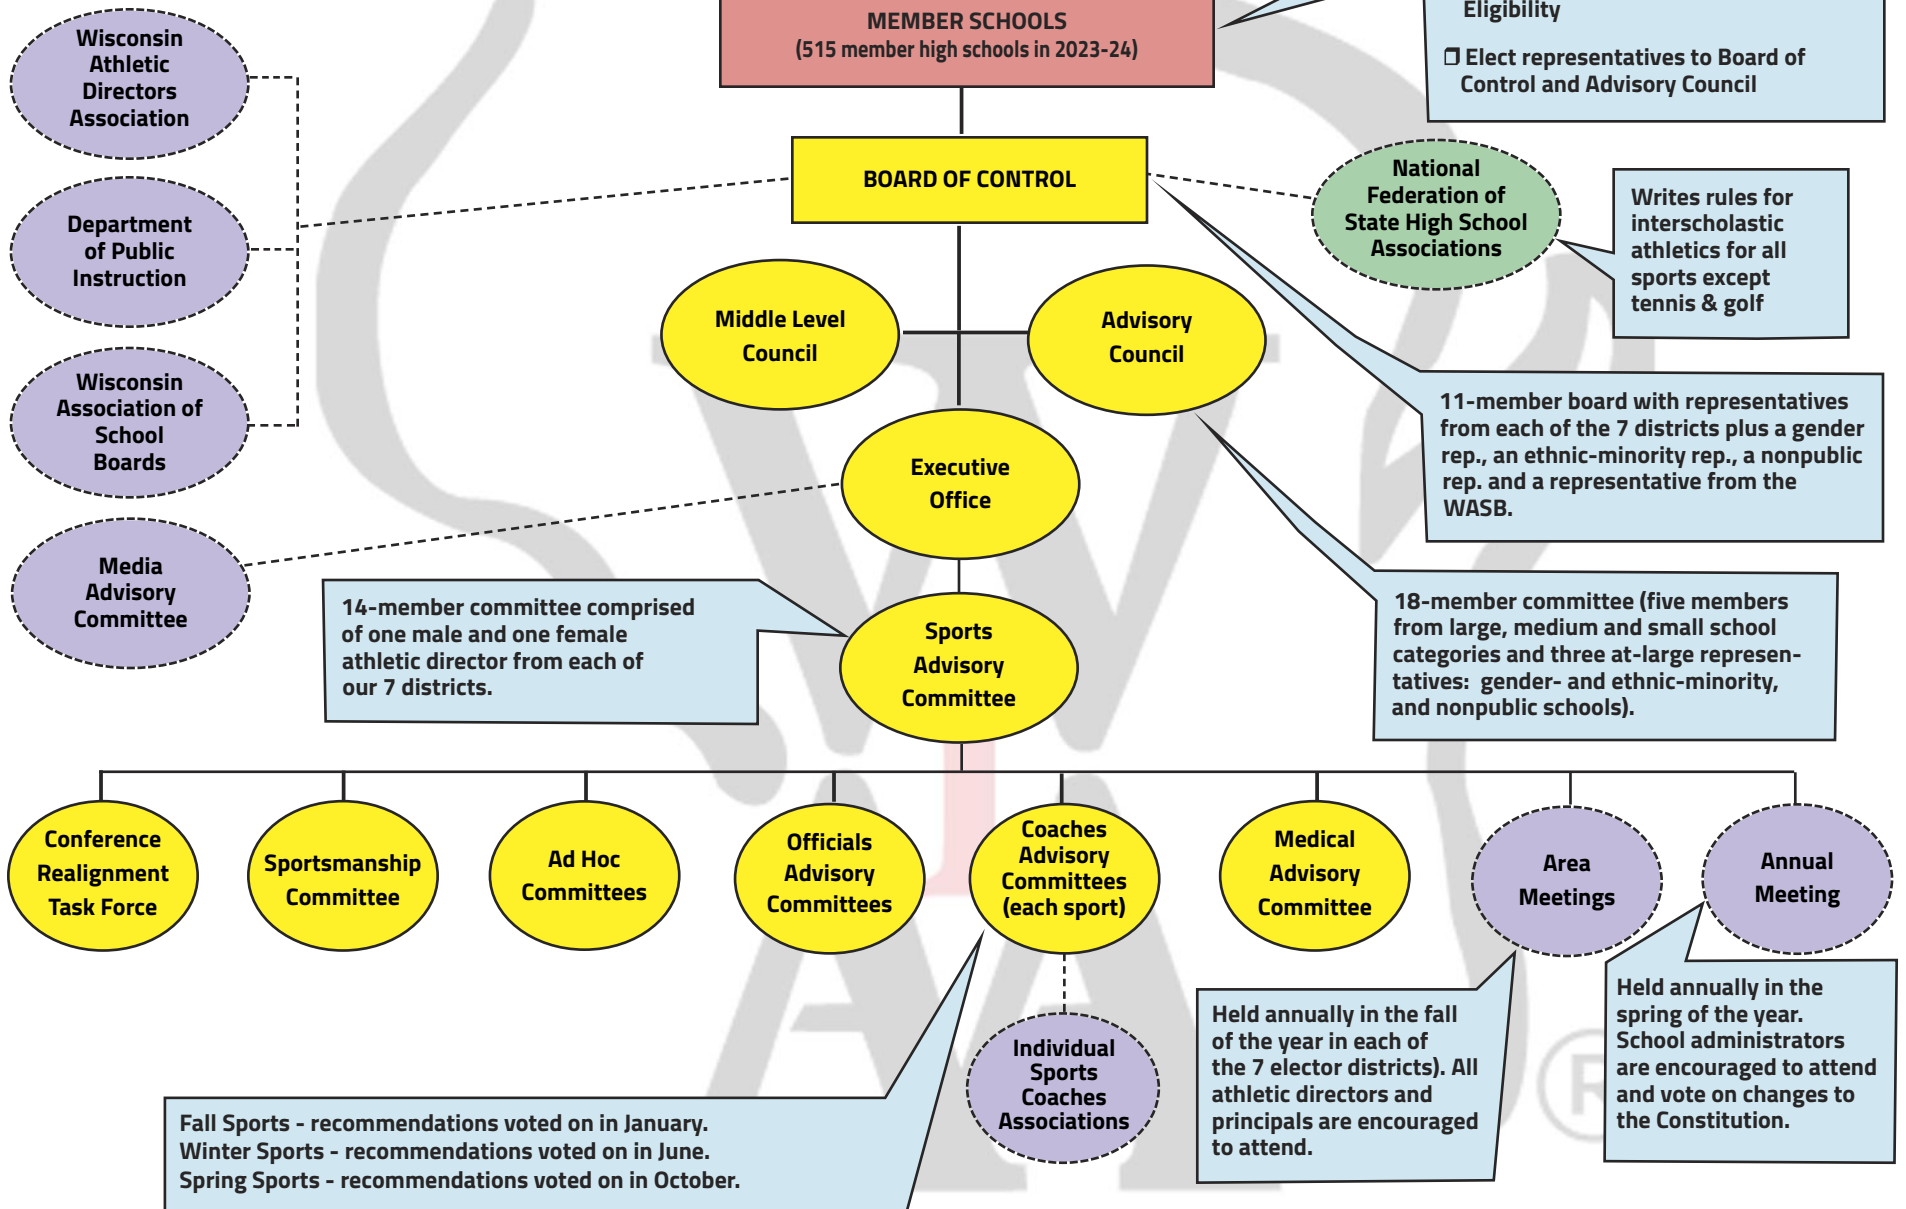 MEMBER SCHOOLS
(515 member high schools in 2023-24)
Eligibility
❒ Elect representatives to Board of
Control and Advisory Council
Wisconsin
Athletic
Directors
Association
Department
of Public
Instruction
Wisconsin
Association of
School
Boards
Media
Advisory
Committee
BOARD OF CONTROL
National
Federation of
State High School
Associations
Writes rules for
interscholastic
athletics for all
sports except
tennis & golf
Middle Level
Council
Advisory
Council
11-member board with representatives
from each of the 7 districts plus a gender
rep., an ethnic-minority rep., a nonpublic
rep. and a representative from the
WASB.
Executive
Office
18-member committee (five members
from large, medium and small school
categories and three at-large represen-
tatives:  gender- and ethnic-minority,
and nonpublic schools).
14-member committee comprised
of one male and one female
athletic director from each of
our 7 districts.
Sports
Advisory
Committee
Conference
Realignment
Task Force
Sportsmanship
Committee
Ad Hoc
Committees
Officials
Advisory
Committees
Coaches
Advisory
Committees
(each sport)
Medical
Advisory
Committee
Area
Meetings
Annual
Meeting
Individual
Sports
Coaches
Associations
Held annually in the fall
of the year in each of
the 7 elector districts). All
athletic directors and
principals are encouraged
to attend.
Held annually in the
spring of the year.
School administrators
are encouraged to attend
and vote on changes to
the Constitution.
Fall Sports - recommendations voted on in January.
Winter Sports - recommendations voted on in June.
Spring Sports - recommendations voted on in October.
W
I
AA
®